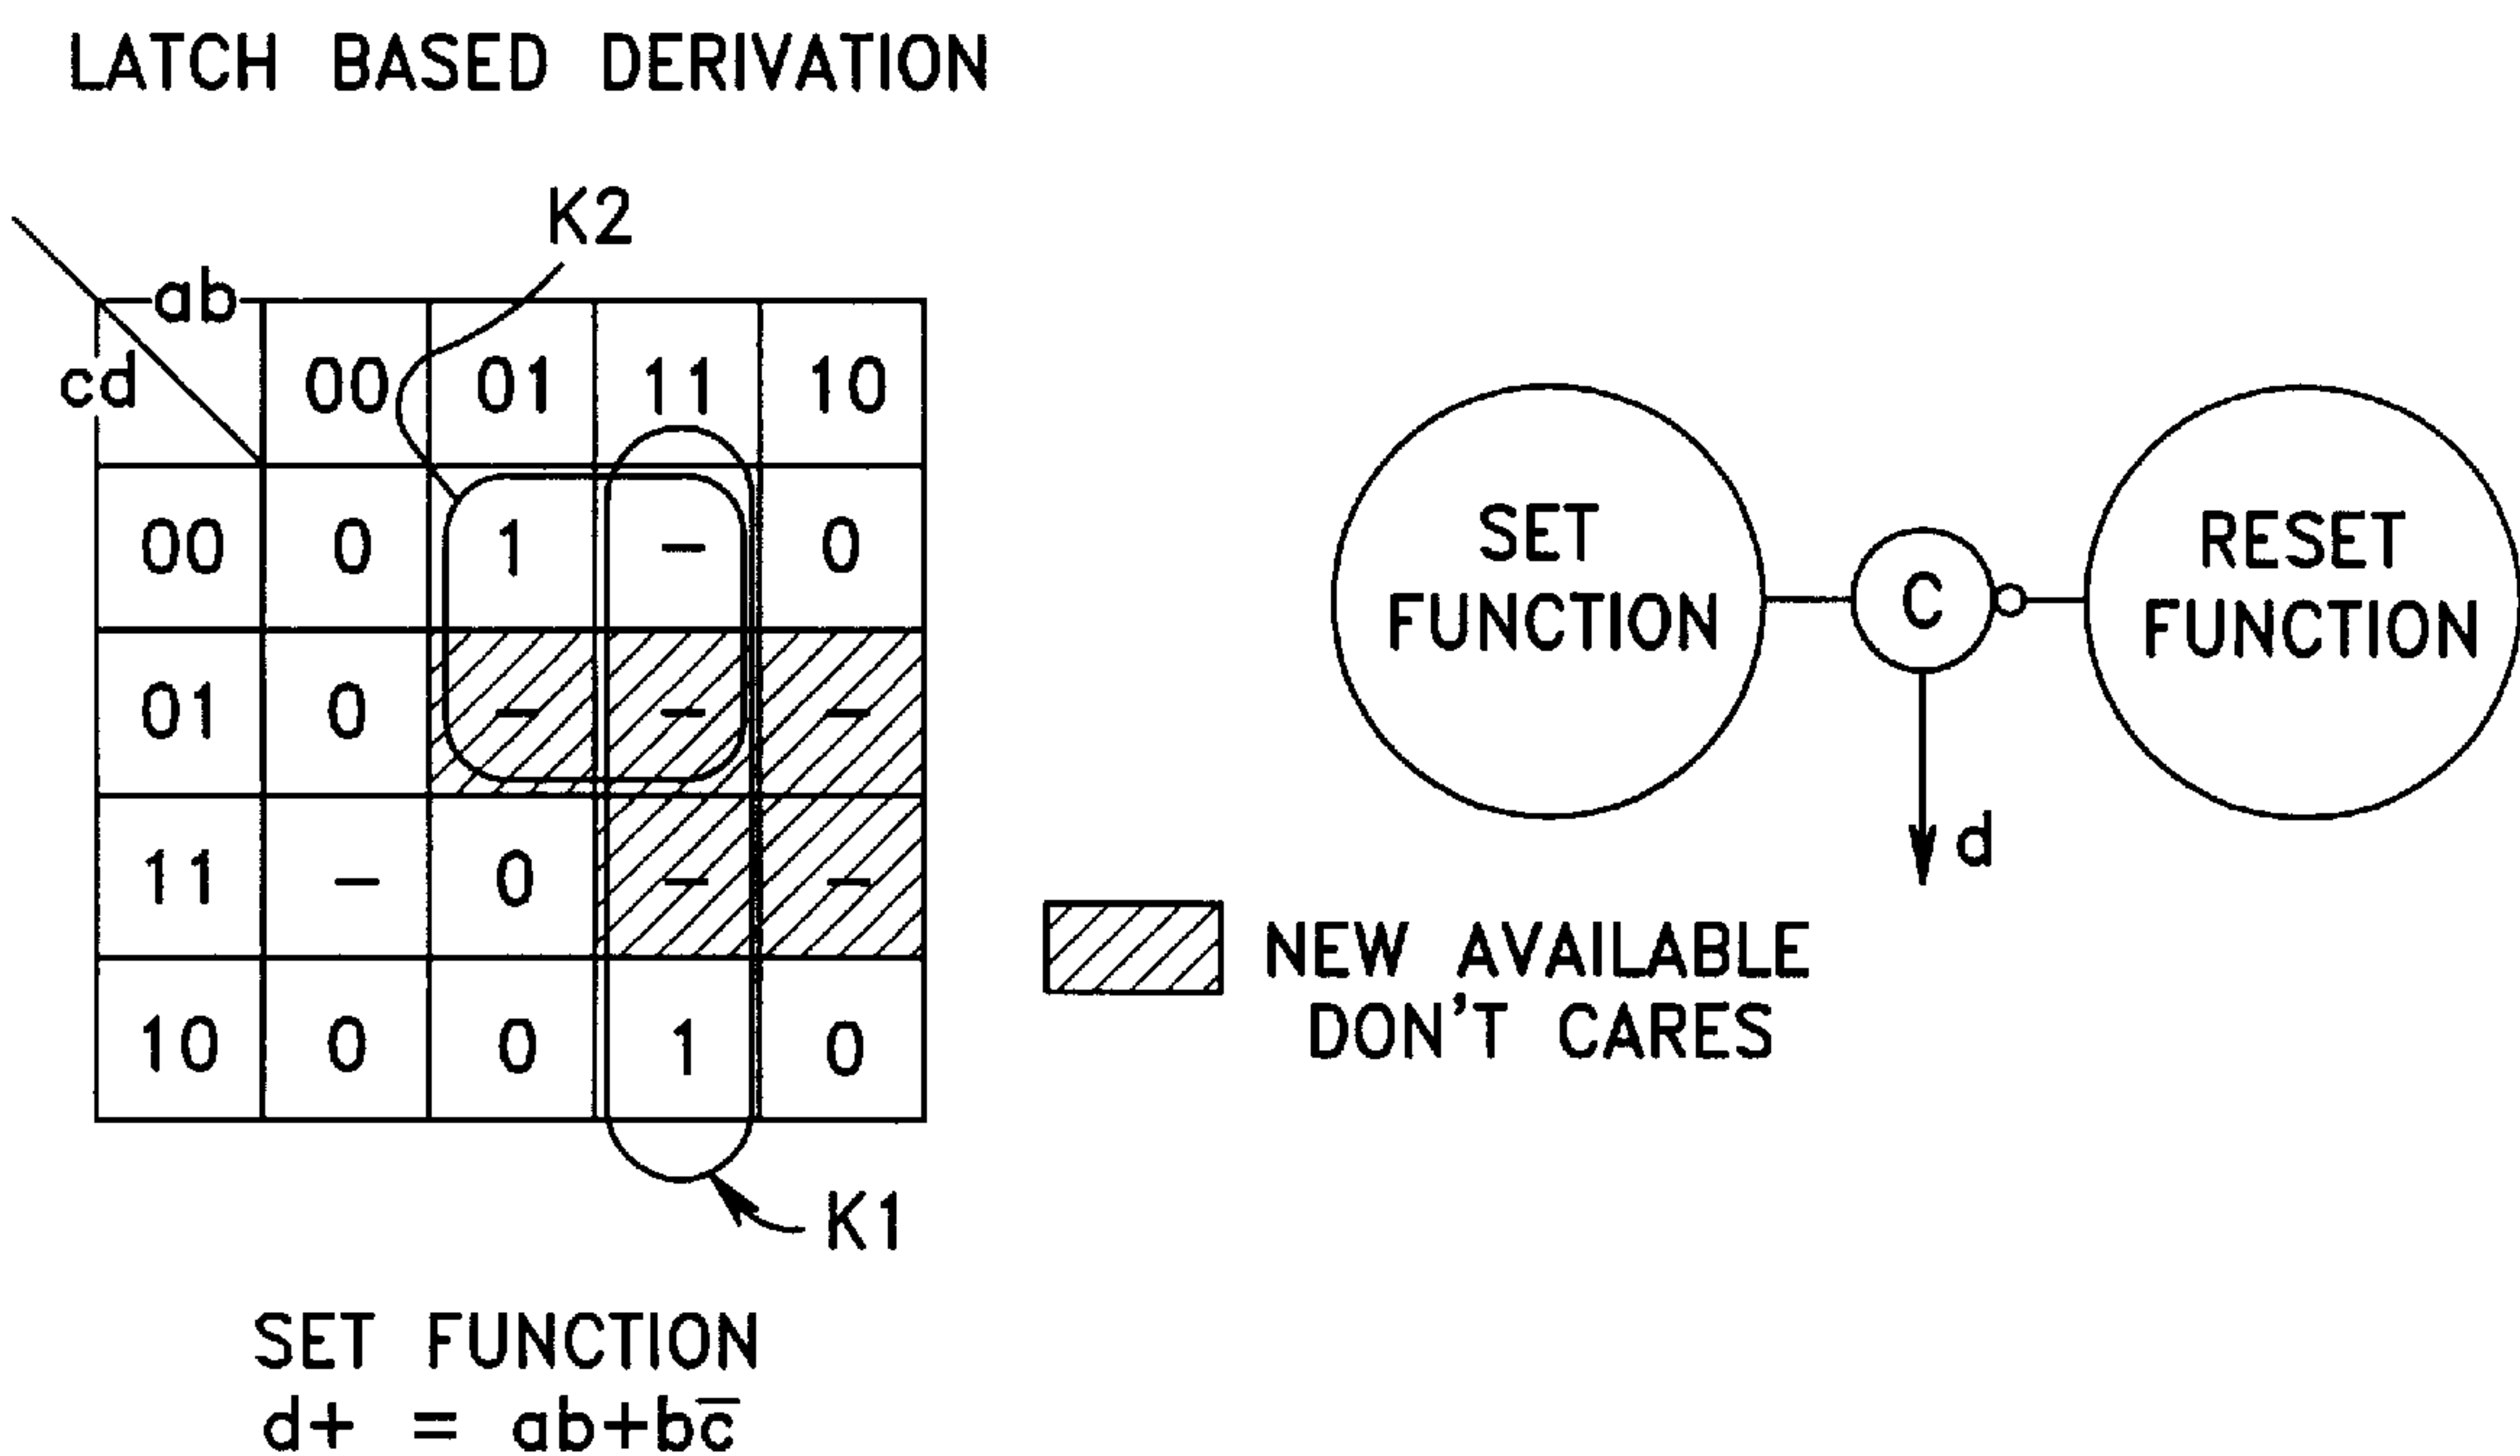 LATCH BASED DERIVATION
K2
ab
cd
00 01 11 10
00 0 1 – 0
01 0 – – –
11 – 0 – –
10 0 0 1 0
K1
SET FUNCTION
d+ = ab+bc̅
SET
FUNCTION
C
RESET
FUNCTION
d
NEW AVAILABLE
DON'T CARES